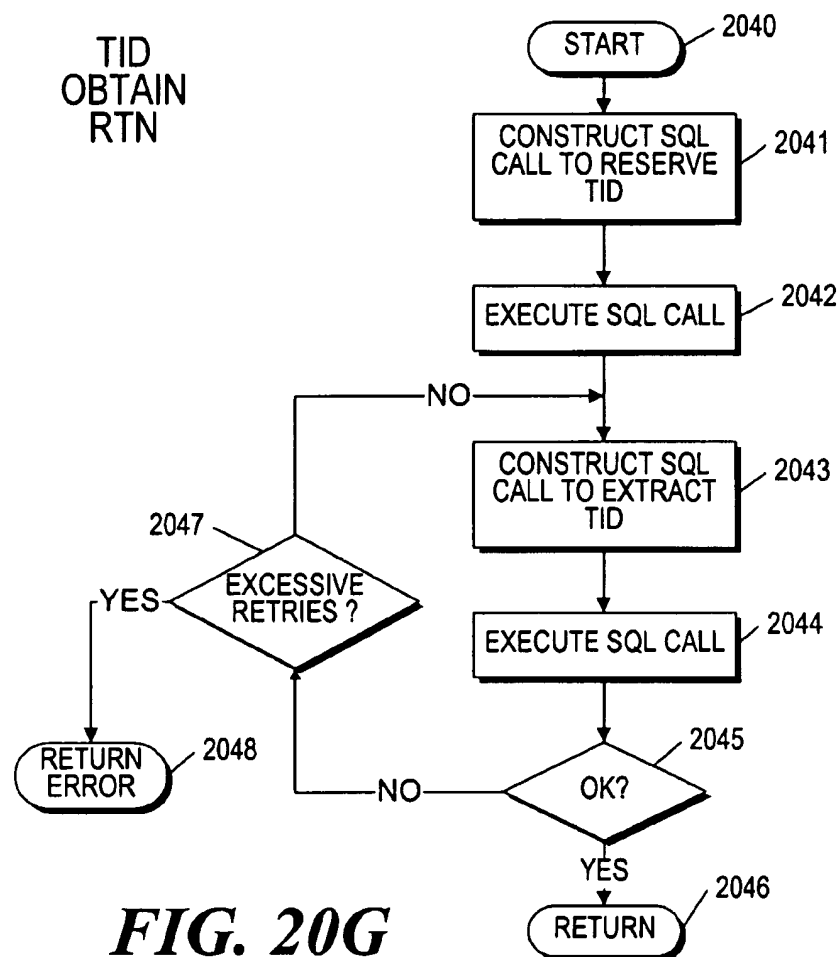 TID
OBTAIN
RTN
START
2040
CONSTRUCT SQL
CALL TO RESERVE
TID
2041
EXECUTE SQL CALL
2042
NO
CONSTRUCT SQL
CALL TO EXTRACT
TID
2043
2047
EXCESSIVE
RETRIES ?
YES
EXECUTE SQL CALL
2044
RETURN
ERROR
2048
OK?
2045
NO
YES
RETURN
2046
FIG. 20G